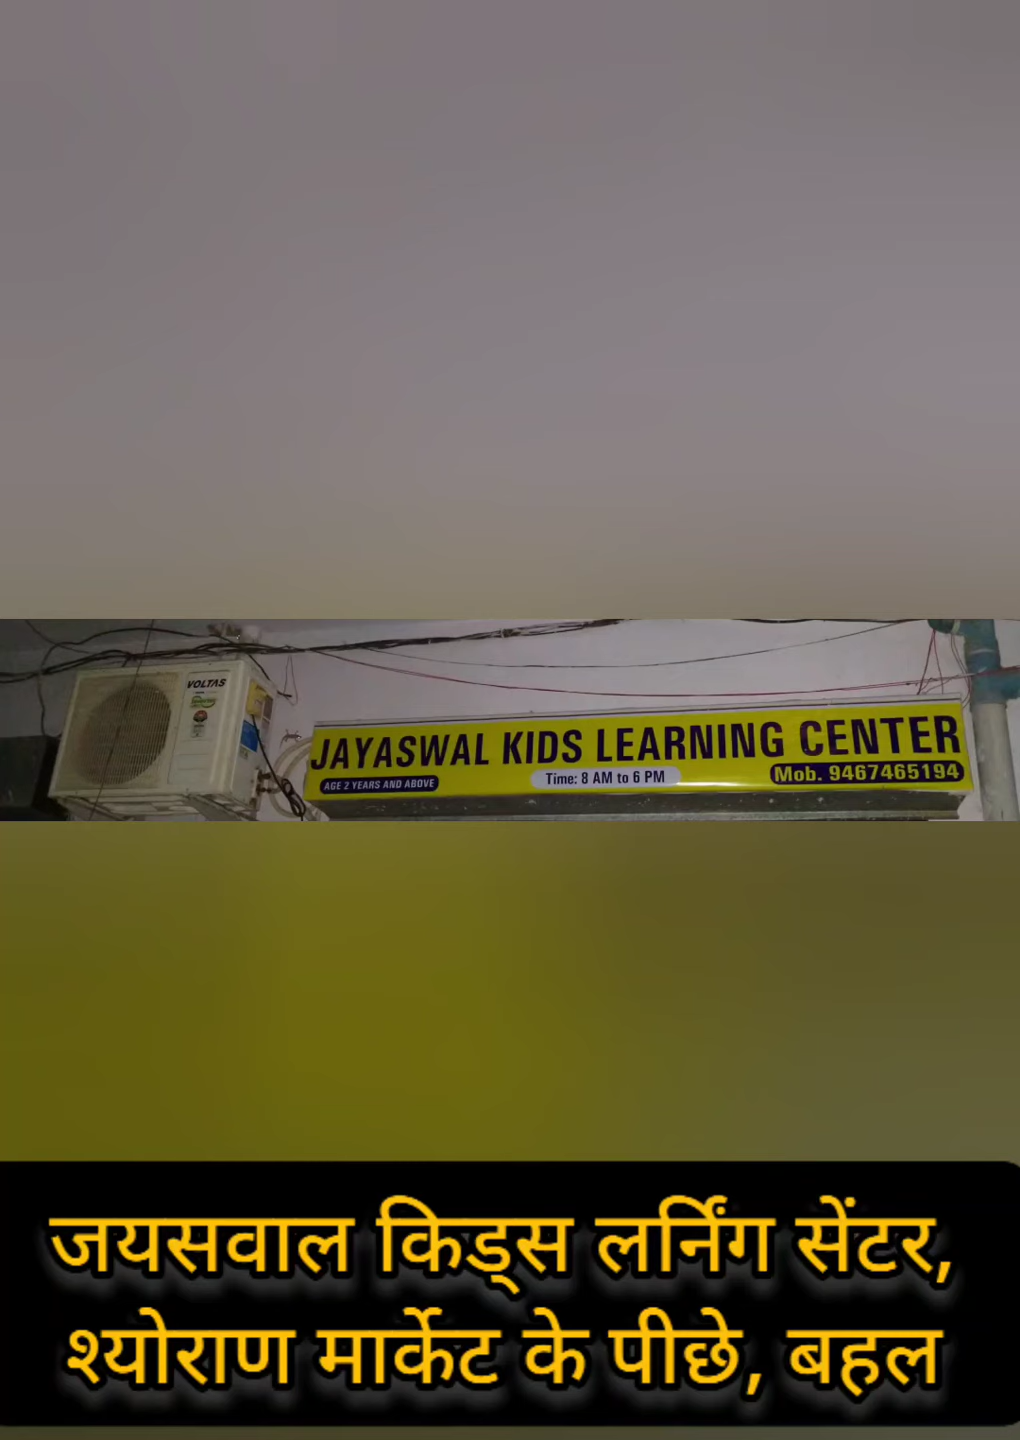 VOLTAS
JAYASWAL KIDS LEARNING CENTER
AGE 2 YEARS AND ABOVE
Time: 8 AM to 6 PM
Mob. 9467465194
जयसवाल किड्स लर्निंग सेंटर,
श्योराण मार्केट के पीछे, बहल